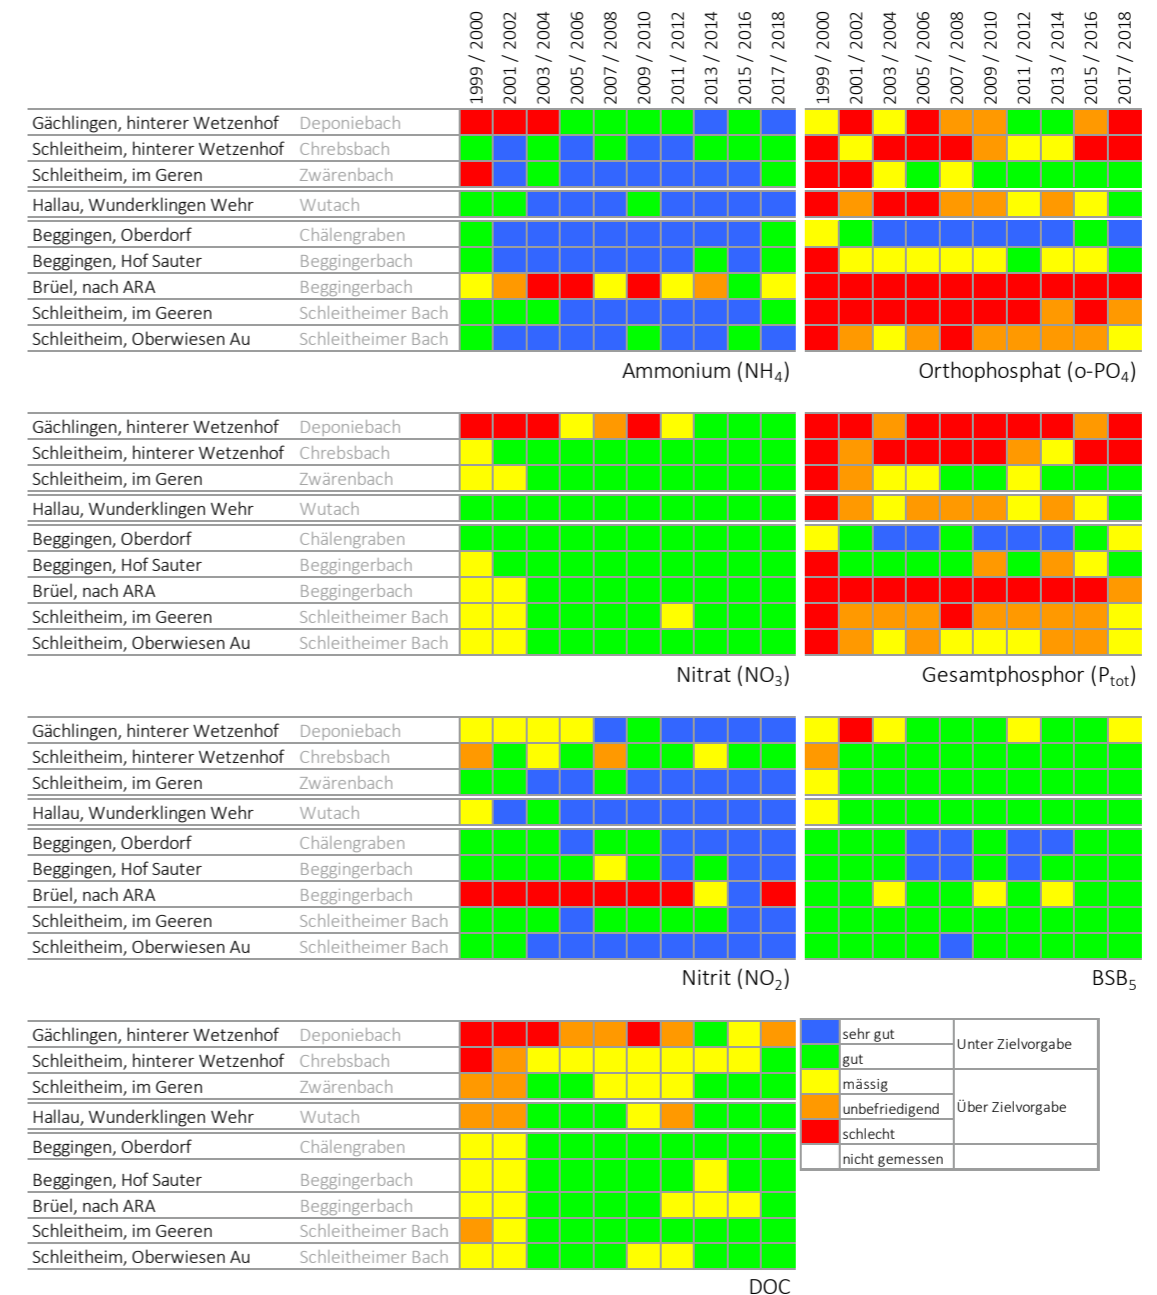 1999 / 2000 2001 / 2002 2003 / 2004 2005 / 2006 2007 / 2008 2009 / 2010 2011 / 2012 2013 / 2014 2015 / 2016 2017 / 2018 1999 / 2000 2001 / 2002 2003 / 2004 2005 / 2006 2007 / 2008 2009 / 2010 2011 / 2012 2013 / 2014 2015 / 2016 2017 / 2018
Gächlingen, hinterer Wetzenhof Deponiebach
Schleitheim, hinterer Wetzenhof Chrebsbach
Schleitheim, im Geren Zwärenbach
Hallau, Wunderklingen Wehr Wutach
Beggingen, Oberdorf Chälengraben
Beggingen, Hof Sauter Beggingerbach
Brüel, nach ARA Beggingerbach
Schleitheim, im Geeren Schleitheimer Bach
Schleitheim, Oberwiesen Au Schleitheimer Bach
Ammonium (NH4) Orthophosphat (o-PO4)
Gächlingen, hinterer Wetzenhof Deponiebach
Schleitheim, hinterer Wetzenhof Chrebsbach
Schleitheim, im Geren Zwärenbach
Hallau, Wunderklingen Wehr Wutach
Beggingen, Oberdorf Chälengraben
Beggingen, Hof Sauter Beggingerbach
Brüel, nach ARA Beggingerbach
Schleitheim, im Geeren Schleitheimer Bach
Schleitheim, Oberwiesen Au Schleitheimer Bach
Nitrat (NO3) Gesamtphosphor (Ptot)
Gächlingen, hinterer Wetzenhof Deponiebach
Schleitheim, hinterer Wetzenhof Chrebsbach
Schleitheim, im Geren Zwärenbach
Hallau, Wunderklingen Wehr Wutach
Beggingen, Oberdorf Chälengraben
Beggingen, Hof Sauter Beggingerbach
Brüel, nach ARA Beggingerbach
Schleitheim, im Geeren Schleitheimer Bach
Schleitheim, Oberwiesen Au Schleitheimer Bach
Nitrit (NO2) BSB5
Gächlingen, hinterer Wetzenhof Deponiebach
Schleitheim, hinterer Wetzenhof Chrebsbach
Schleitheim, im Geren Zwärenbach
Hallau, Wunderklingen Wehr Wutach
Beggingen, Oberdorf Chälengraben
Beggingen, Hof Sauter Beggingerbach
Brüel, nach ARA Beggingerbach
Schleitheim, im Geeren Schleitheimer Bach
Schleitheim, Oberwiesen Au Schleitheimer Bach
DOC
sehr gut
Unter Zielvorgabe
gut
mässig
unbefriedigend
Über Zielvorgabe
schlecht
nicht gemessen